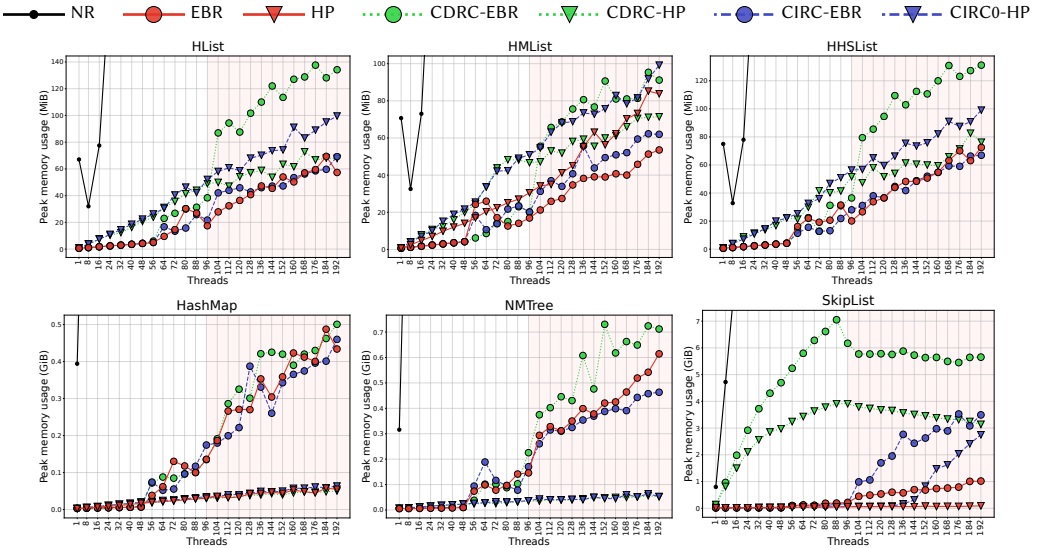 NR EBR HP CDRC-EBR CDRC-HP CIRC-EBR CIRC0-HP
HList
Peak memory usage (MiB)
140
120
100
80
60
40
20
0
1 8 16 24 32 40 48 56 64 72 80 88 96 104 112 120 128 136 144 152 160 168 176 184 192
Threads
HMList
Peak memory usage (MiB)
100
80
60
40
20
0
1 8 16 24 32 40 48 56 64 72 80 88 96 104 112 120 128 136 144 152 160 168 176 184 192
Threads
HHSList
Peak memory usage (MiB)
120
100
80
60
40
20
0
1 8 16 24 32 40 48 56 64 72 80 88 96 104 112 120 128 136 144 152 160 168 176 184 192
Threads
HashMap
Peak memory usage (GiB)
0.5
0.4
0.3
0.2
0.1
0.0
1 8 16 24 32 40 48 56 64 72 80 88 96 104 112 120 128 136 144 152 160 168 176 184 192
Threads
NMTree
Peak memory usage (GiB)
0.7
0.6
0.5
0.4
0.3
0.2
0.1
0.0
1 8 16 24 32 40 48 56 64 72 80 88 96 104 112 120 128 136 144 152 160 168 176 184 192
Threads
SkipList
Peak memory usage (GiB)
7
6
5
4
3
2
1
0
1 8 16 24 32 40 48 56 64 72 80 88 96 104 112 120 128 136 144 152 160 168 176 184 192
Threads